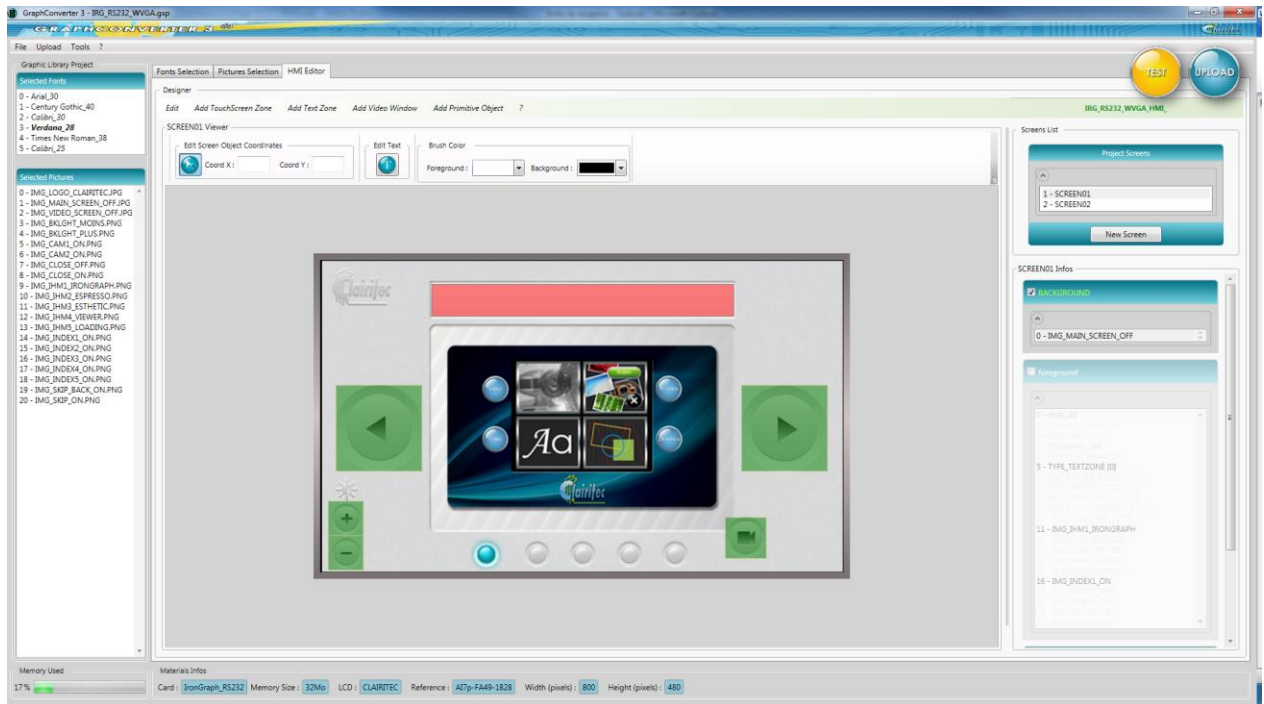 GraphConverter 3 - IRG_RS232_WVGA.gxp
GRAPHCONVERTER 3
Clairitec
File Upload Tools ?
TEST
UPLOAD
Graphic Library Project
Selected Fonts
0 - Arial_30
1 - Century Gothic_40
2 - Calibri_30
3 - Verdana_28
4 - Times New Roman_38
5 - Calibri_25
Selected Pictures
0 - IMG_LOGO_CLAIRITEC.JPG
1 - IMG_MAIN_SCREEN_OFF.JPG
2 - IMG_VIDEO_SCREEN_OFF.JPG
3 - IMG_BKLGHT_MOINS.PNG
4 - IMG_BKLGHT_PLUS.PNG
5 - IMG_CAM1_ON.PNG
6 - IMG_CAM2_ON.PNG
7 - IMG_CLOSE_OFF.PNG
8 - IMG_CLOSE_ON.PNG
9 - IMG_IHM1_IRONGRAPH.PNG
10 - IMG_IHM2_ESPRESSO.PNG
11 - IMG_IHM3_ESTHETIC.PNG
12 - IMG_IHM4_VIEWER.PNG
13 - IMG_IHM5_LOADING.PNG
14 - IMG_INDEX1_ON.PNG
15 - IMG_INDEX2_ON.PNG
16 - IMG_INDEX3_ON.PNG
17 - IMG_INDEX4_ON.PNG
18 - IMG_INDEX5_ON.PNG
19 - IMG_SKIP_BACK_ON.PNG
20 - IMG_SKIP_ON.PNG
Memory Used
17%
Fonts Selection Pictures Selection HMI Editor
Designer
Edit Add TouchScreen Zone Add Text Zone Add Video Window Add Primitive Object ?
IRG_RS232_WVGA_HMI_
SCREEN01 Viewer
Edit Screen Object Coordinates
Coord X : Coord Y :
Edit Text
Brush Color
Foreground : Background :
Clairitec
Aa
Clairitec
Screens List
Project Screens
1 - SCREEN01
2 - SCREEN02
New Screen
SCREEN01 Infos
BACKGROUND
0 - IMG_MAIN_SCREEN_OFF
foreground
5 - TYPE_TEXTZONE [0]
11 - IMG_IHM1_IRONGRAPH
16 - IMG_INDEX1_ON
Materials Infos
Card : IronGraph_RS232 Memory Size : 32Mo LCD : CLAIRITEC Reference : AI7p-FA49-1828 Width (pixels) : 800 Height (pixels) : 480